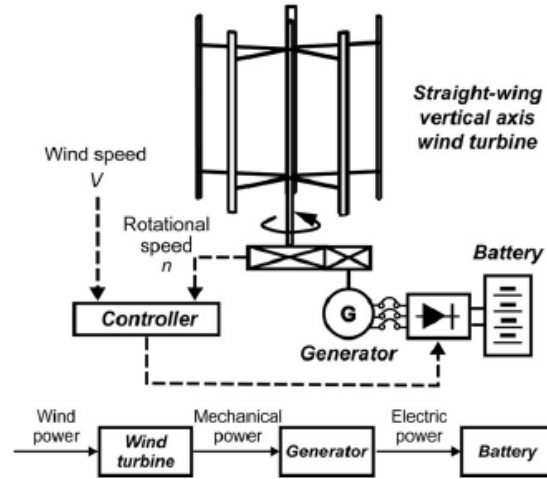 Straight-wing
vertical axis
wind turbine
Wind speed
V
Rotational
speed
n
Battery
Controller
G
Generator
Wind
power
Wind
turbine
Mechanical
power
Generator
Electric
power
Battery